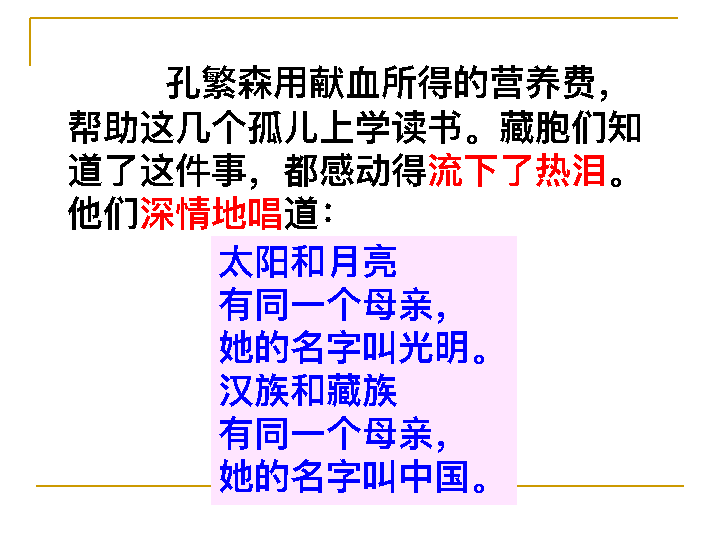 孔繁森用献血所得的营养费，
帮助这几个孤儿上学读书。藏胞们知
道了这件事，都感动得流下了热泪。
他们深情地唱道：
太阳和月亮
有同一个母亲，
她的名字叫光明。
汉族和藏族
有同一个母亲，
她的名字叫中国。